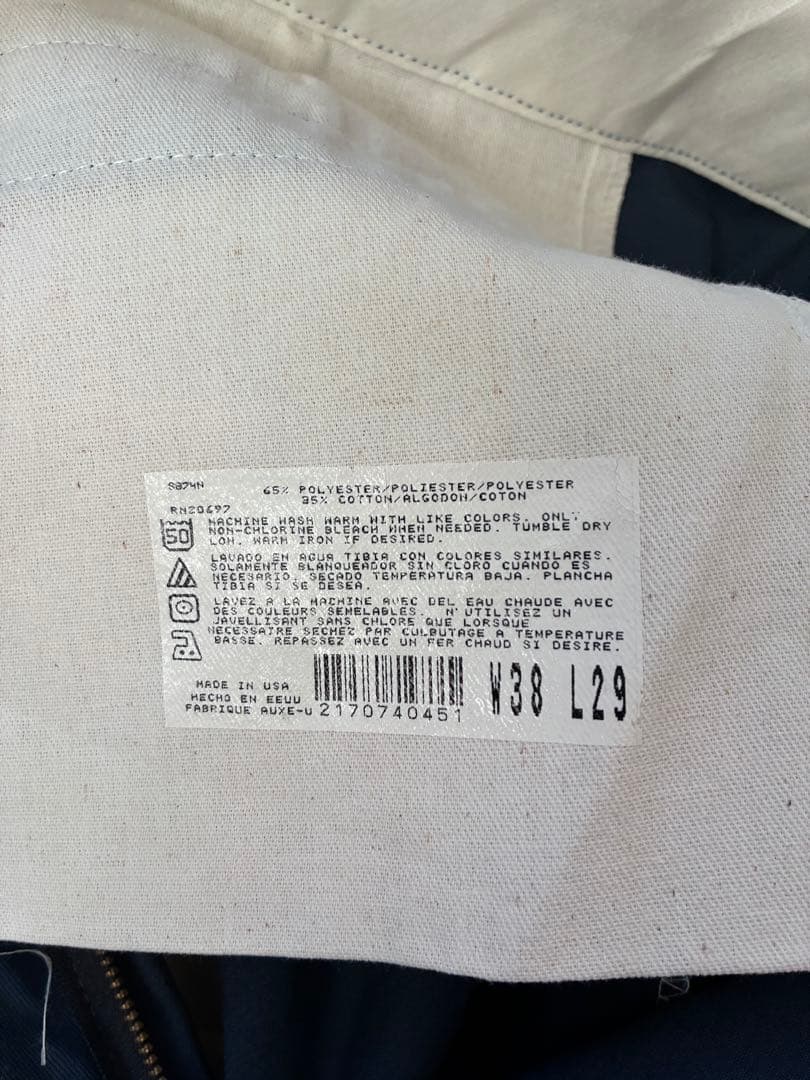 S874N
65% POLYESTER/POLIESTER/POLYESTER
35% COTTON/ALGODON/COTON
RN20697
50
MACHINE WASH WARM WITH LIKE COLORS. ONLY
NON-CHLORINE BLEACH WHEN NEEDED. TUMBLE DRY
LOW. WARM IRON IF DESIRED.
LAVADO EN AGUA TIBIA CON COLORES SIMILARES.
SOLAMENTE BLANQUEADOR SIN CLORO CUANDO ES
NECESARIO. SECADO TEMPERATURA BAJA. PLANCHA
TIBIA SI SE DESEA.
LAVEZ A LA MACHINE AVEC DEL EAU CHAUDE AVEC
DES COULEURS SEMELABLES. N'UTILISEZ UN
JAVELLISANT SANS CHLORE QUE LORSQUE
NECESSAIRE SECHEZ PAR CULBUTAGE A TEMPERATURE
BASSE. REPASSEZ AVEC UN FER CHAUD SI DESIRE.
MADE IN USA
HECHO EN EEUU
FABRIQUE AUXE-U
2170740451
W38 L29